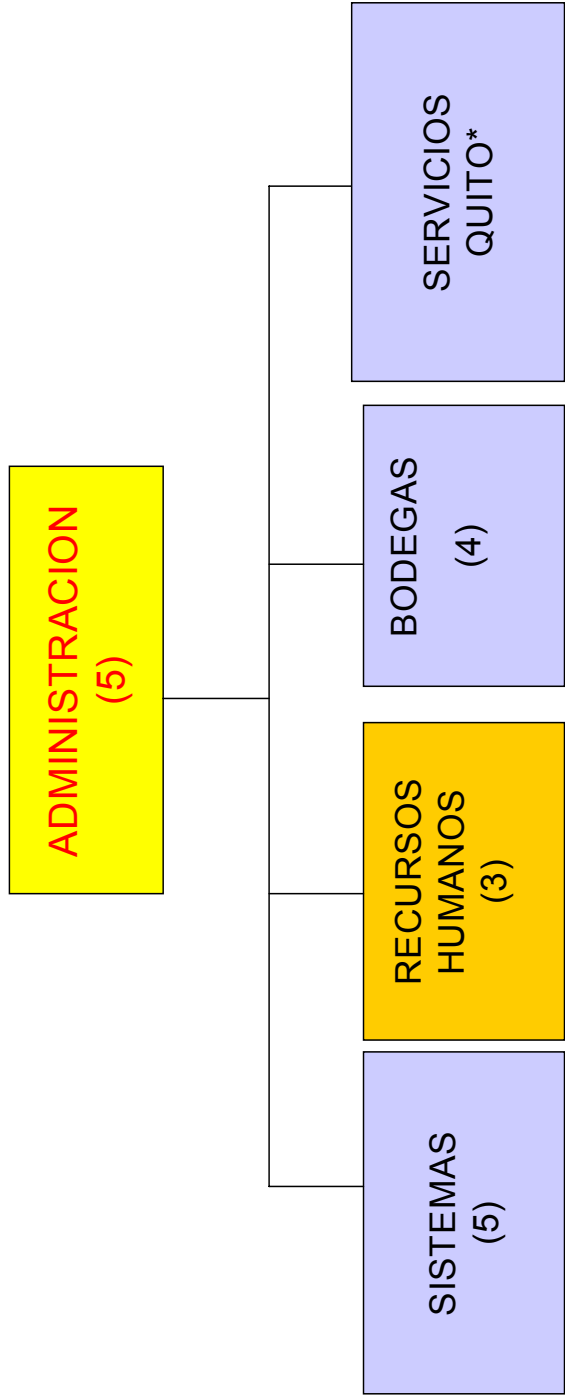 ADMINISTRACION
(5)
SISTEMAS
(5)
RECURSOS
HUMANOS
(3)
BODEGAS
(4)
SERVICIOS
QUITO*